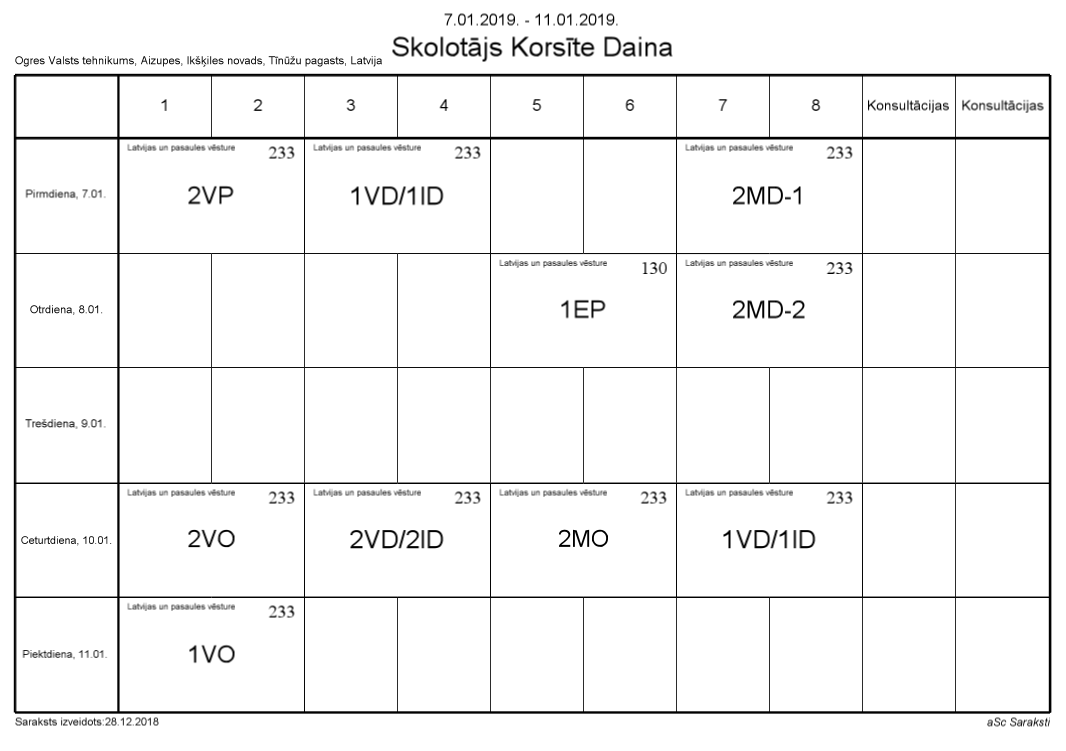 7.01.2019. - 11.01.2019.
Skolotājs Korsīte Daina
Ogres Valsts tehnikums, Aizupes, Ikšķiles novads, Tīnūžu pagasts, Latvija
1 2 3 4 5 6 7 8 Konsultācijas Konsultācijas
Latvijas un pasaules vēsture 233 Latvijas un pasaules vēsture 233 Latvijas un pasaules vēsture 233
Pirmdiena, 7.01. 2VP 1VD/1ID 2MD-1
Latvijas un pasaules vēsture 130 Latvijas un pasaules vēsture 233
Otrdiena, 8.01. 1EP 2MD-2
Trešdiena, 9.01.
Latvijas un pasaules vēsture 233 Latvijas un pasaules vēsture 233 Latvijas un pasaules vēsture 233 Latvijas un pasaules vēsture 233
Ceturtdiena, 10.01. 2VO 2VD/2ID 2MO 1VD/1ID
Latvijas un pasaules vēsture 233
Piektdiena, 11.01. 1VO
Saraksts izveidots:28.12.2018 aSc Saraksti